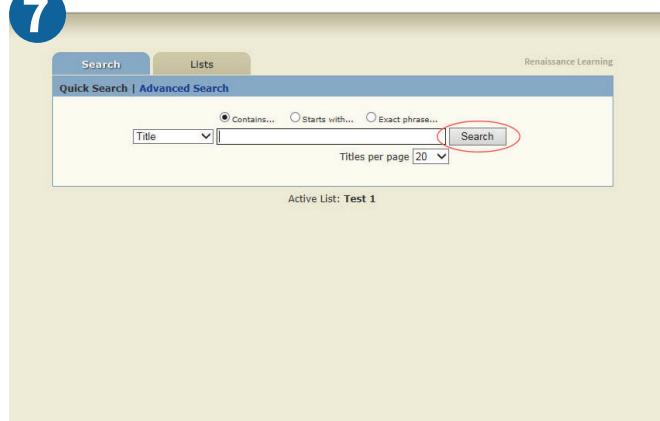 7
Search Lists Renaissance Learning
Quick Search | Advanced Search
Contains... Starts with... Exact phrase...
Title Search
Titles per page 20
Active List: Test 1